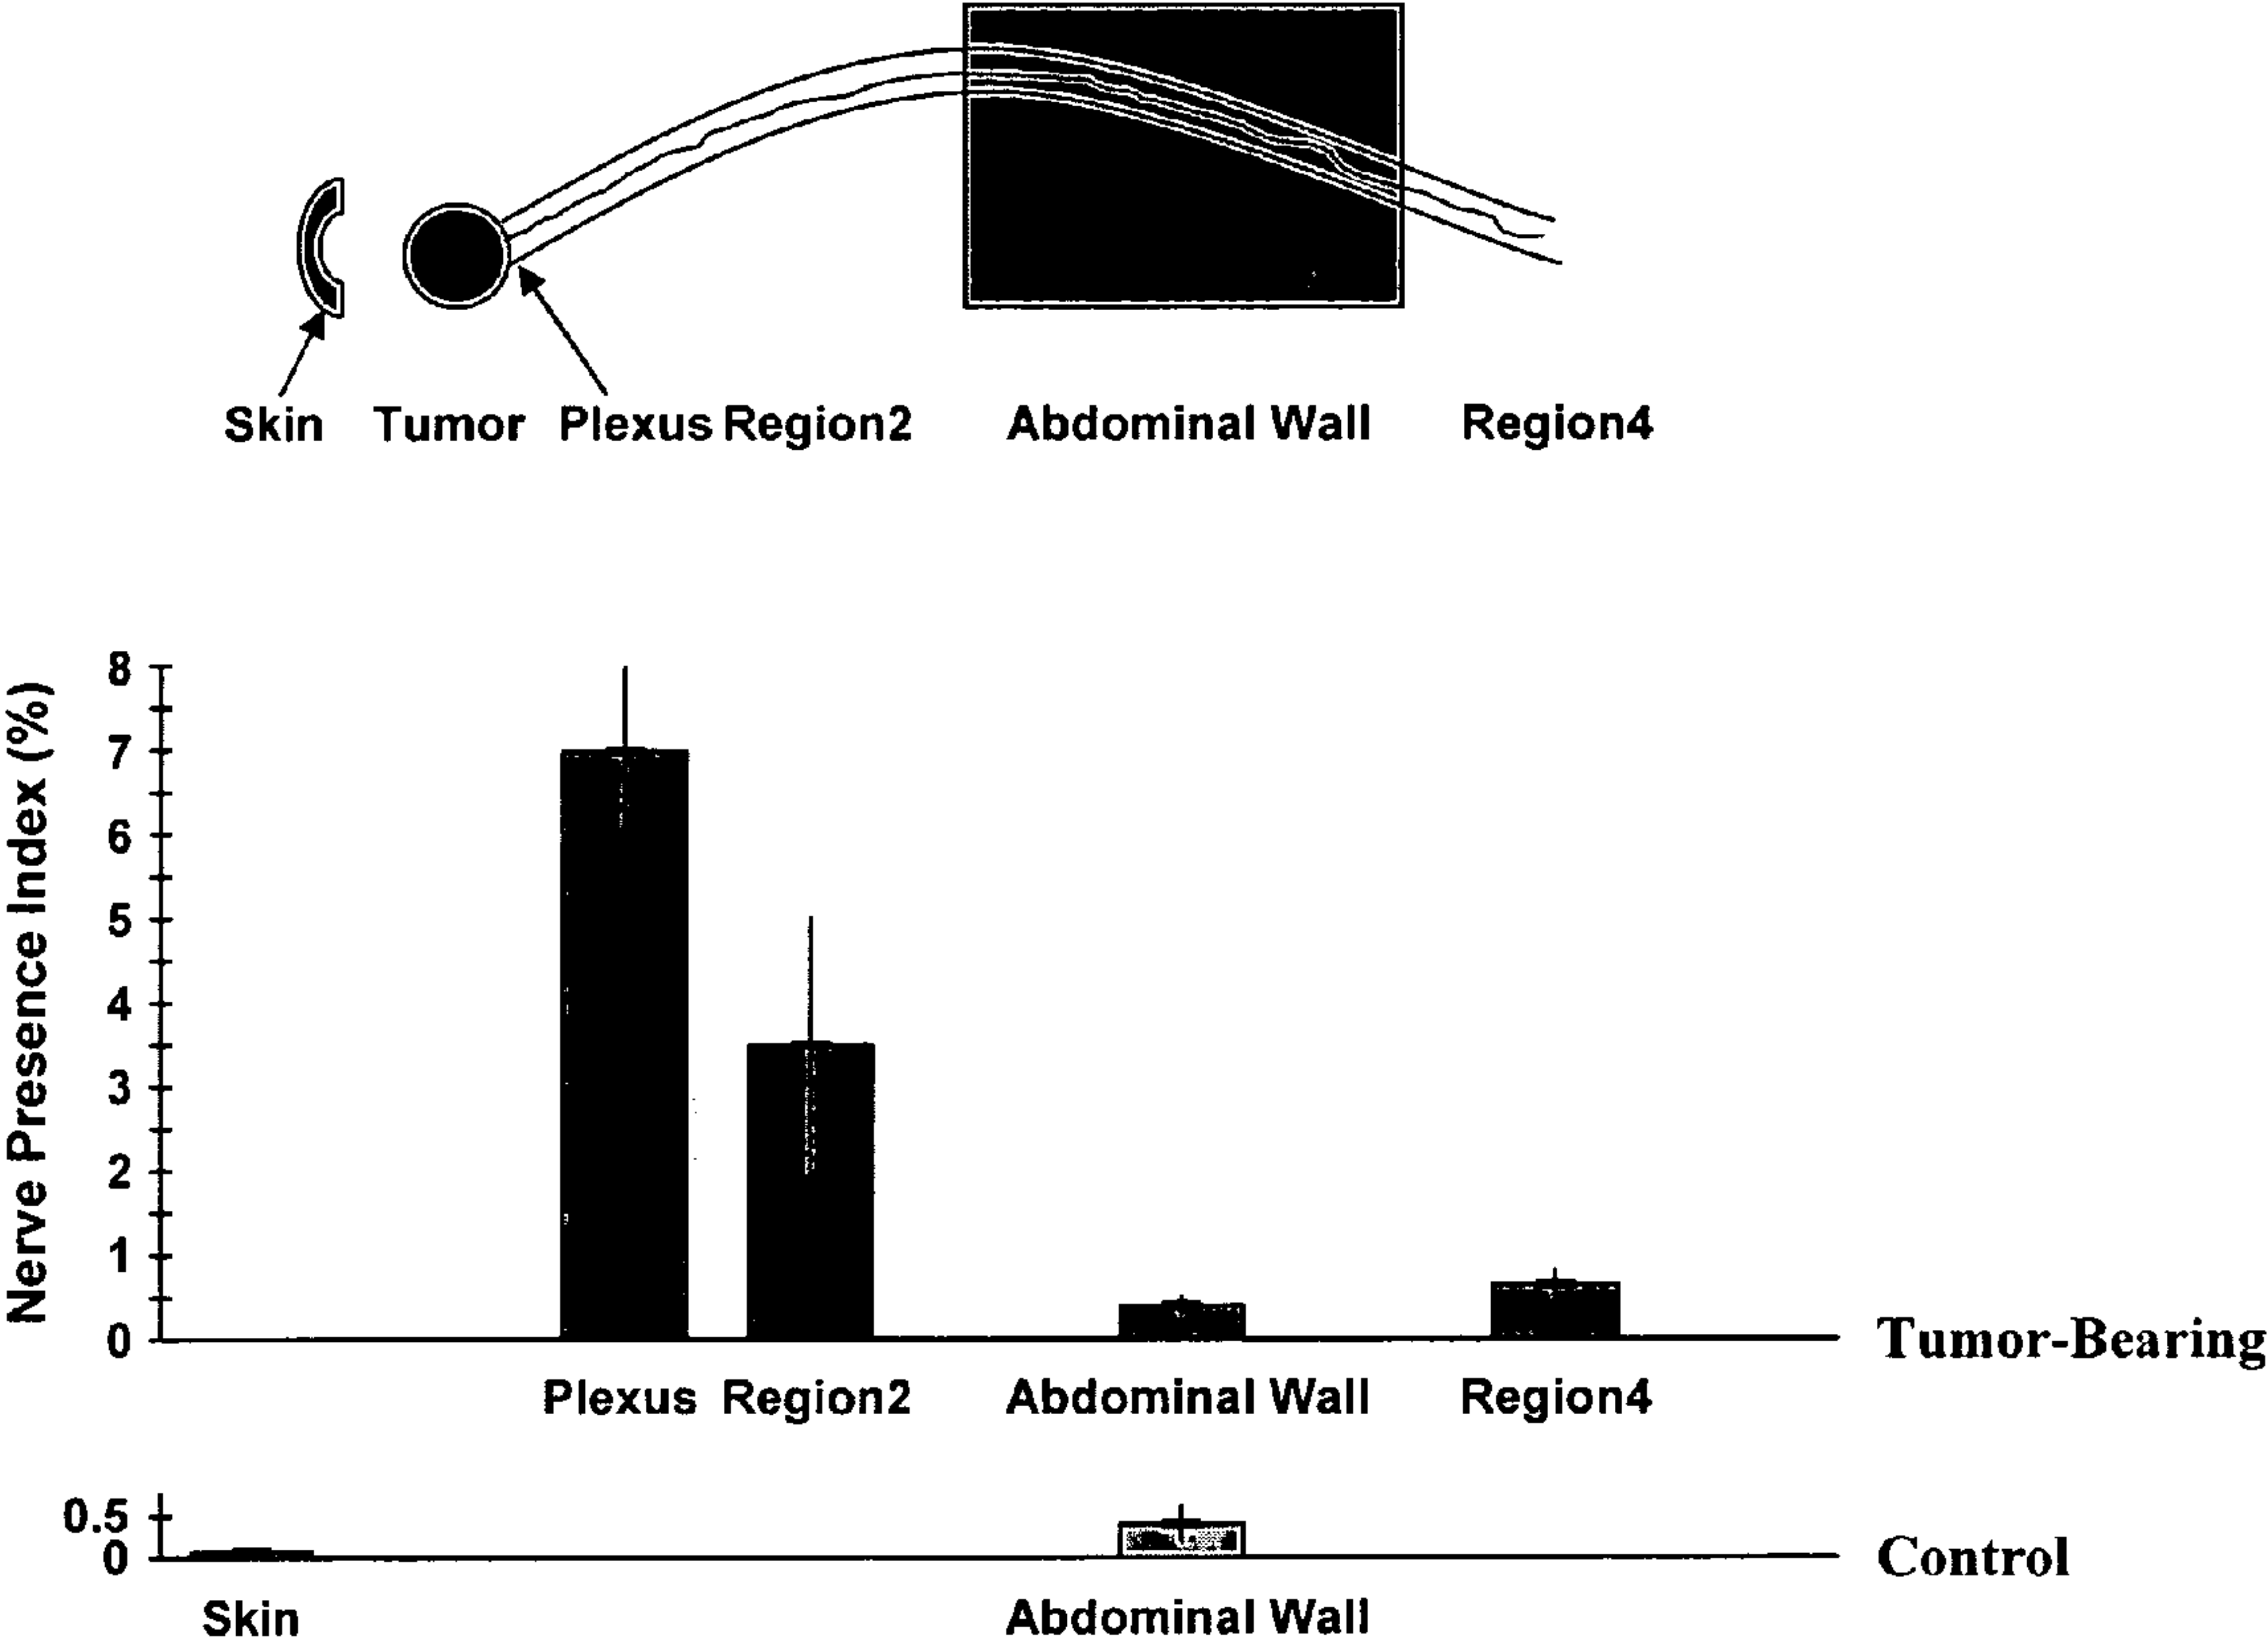 Skin Tumor Plexus Region2 Abdominal Wall Region4
Nerve Presence Index (%)
8
7
6
5
4
3
2
1
0
Tumor-Bearing
Plexus Region2 Abdominal Wall Region4
0.5
0
Control
Skin Abdominal Wall